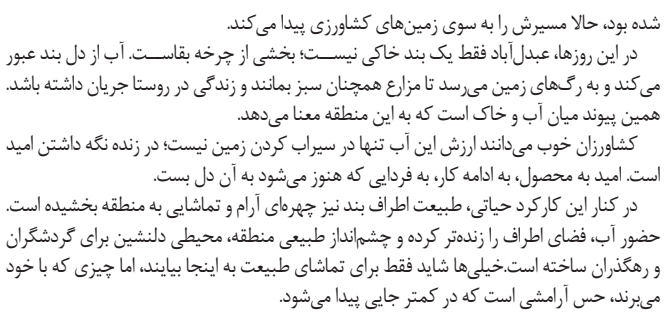 شده بود، حالا مسیرش را به سوی زمین‌های کشاورزی پیدا می‌کند.
در این روزها، عبدل‌آباد فقط یک بند خاکی نیست؛ بخشی از چرخه بقاست. آب از دل بند عبور
می‌کند و به رگ‌های زمین می‌رسد تا مزارع همچنان سبز بمانند و زندگی در روستا جریان داشته باشد.
همین پیوند میان آب و خاک است که به این منطقه معنا می‌دهد.
کشاورزان خوب می‌دانند ارزش این آب تنها در سیراب کردن زمین نیست؛ در زنده نگه داشتن امید
است. امید به محصول، به ادامه کار، به فردایی که هنوز می‌شود به آن دل بست.
در کنار این کارکرد حیاتی، طبیعت اطراف بند نیز چهره‌ای آرام و تماشایی به منطقه بخشیده است.
حضور آب، فضای اطراف را زنده‌تر کرده و چشم‌انداز طبیعی منطقه، محیطی دلنشین برای گردشگران
و رهگذران ساخته است.خیلی‌ها شاید فقط برای تماشای طبیعت به اینجا بیایند، اما چیزی که با خود
می‌برند، حس آرامشی است که در کمتر جایی پیدا می‌شود.